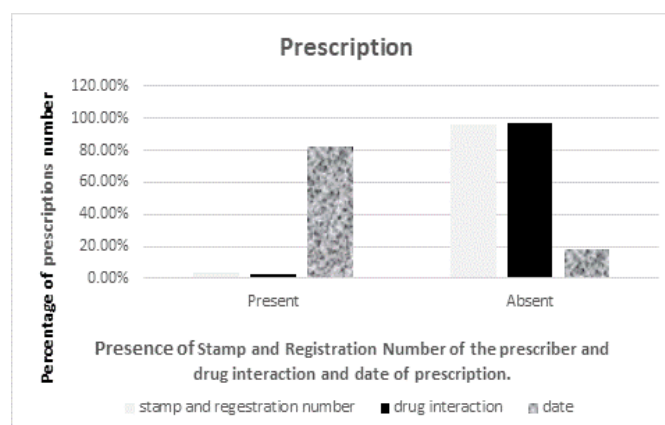 Prescription
Percentage of prescriptions number
120.00%
100.00%
80.00%
60.00%
40.00%
20.00%
0.00%
Present
Absent
Presence of Stamp and Registration Number of the prescriber and
drug interaction and date of prescription.
stamp and regestration number
drug interaction
date